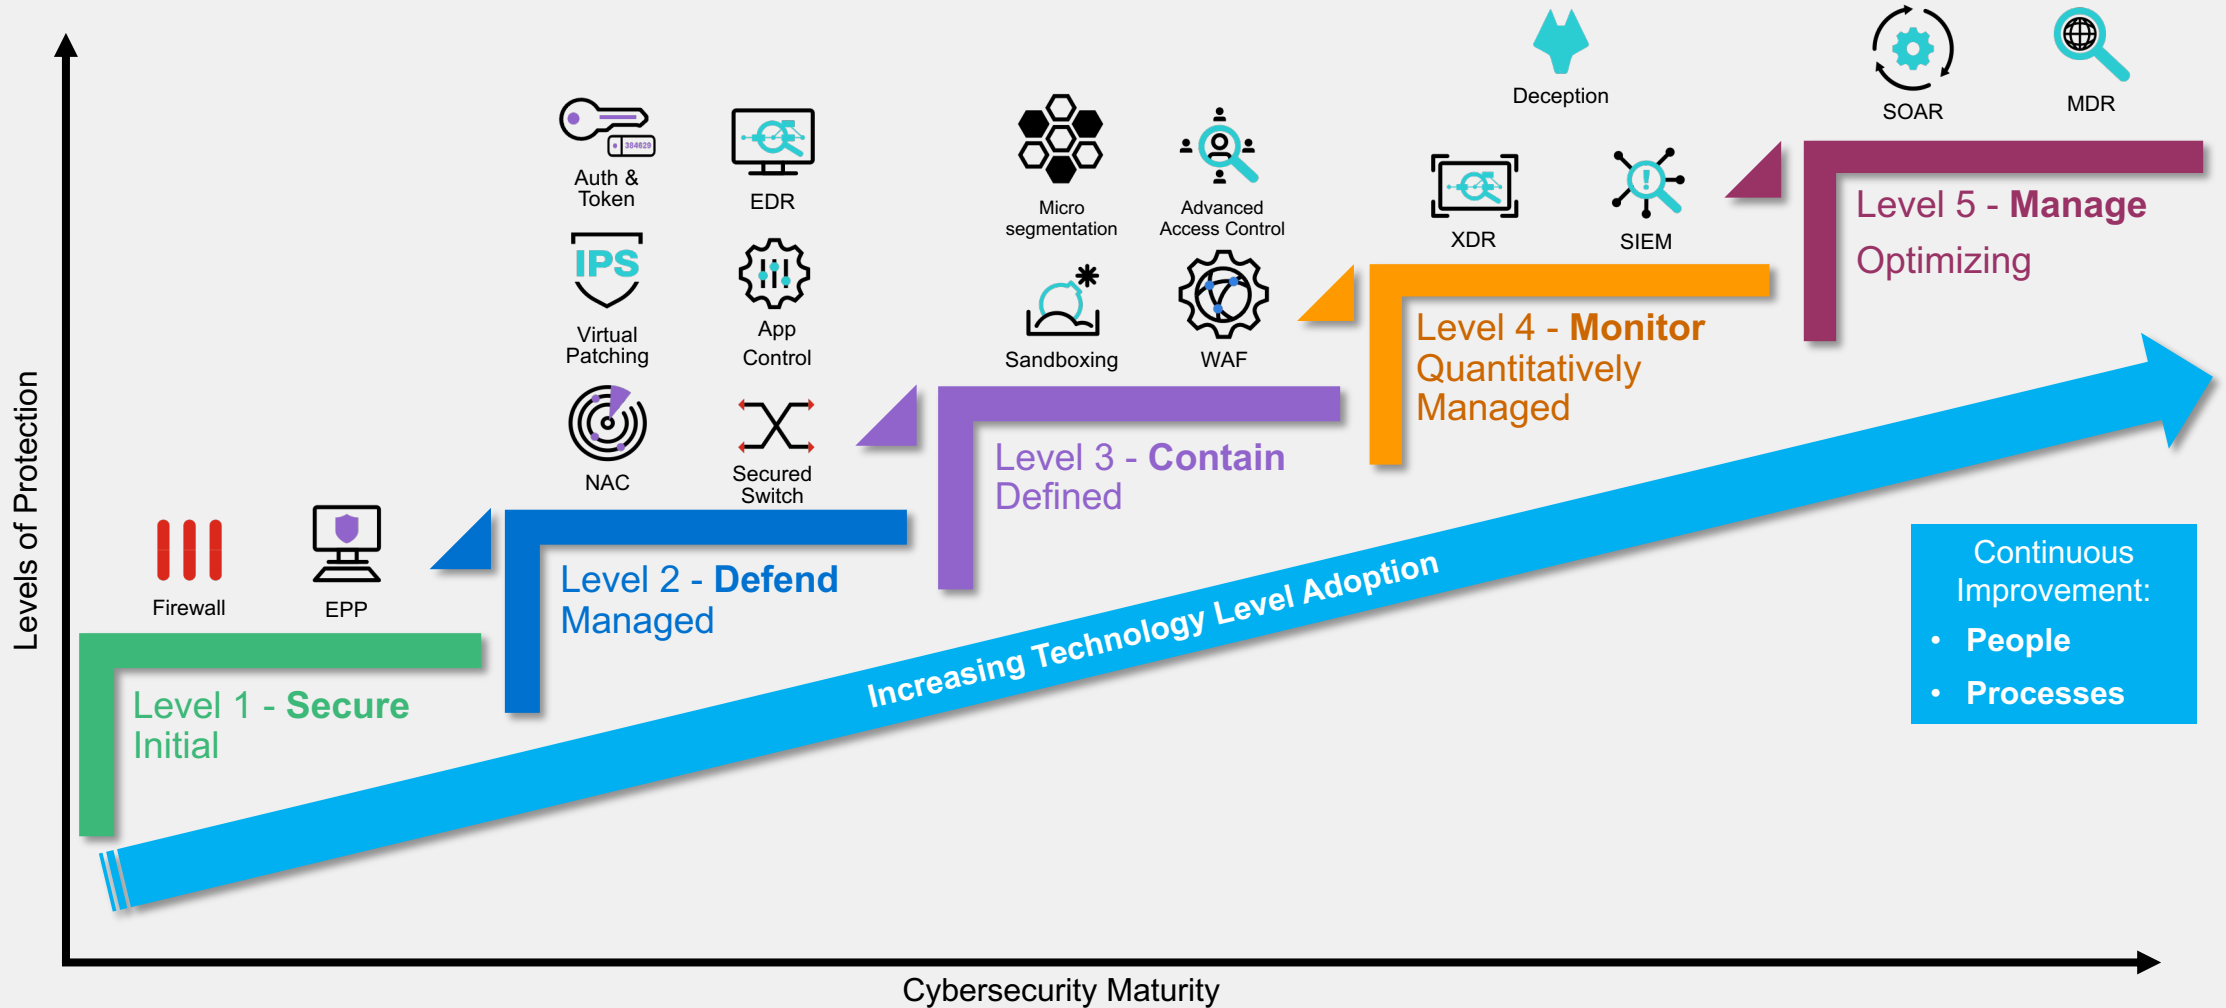 Levels of Protection
Firewall
EPP
Level 1 - Secure
Initial
384629
Auth &
Token
EDR
IPS
Virtual
Patching
App
Control
NAC
Secured
Switch
Level 2 - Defend
Managed
Micro
segmentation
Advanced
Access Control
Sandboxing
WAF
Level 3 - Contain
Defined
Deception
XDR
SIEM
Level 4 - Monitor
Quantitatively
Managed
SOAR
MDR
Level 5 - Manage
Optimizing
Increasing Technology Level Adoption
Continuous
Improvement:
• People
• Processes
Cybersecurity Maturity